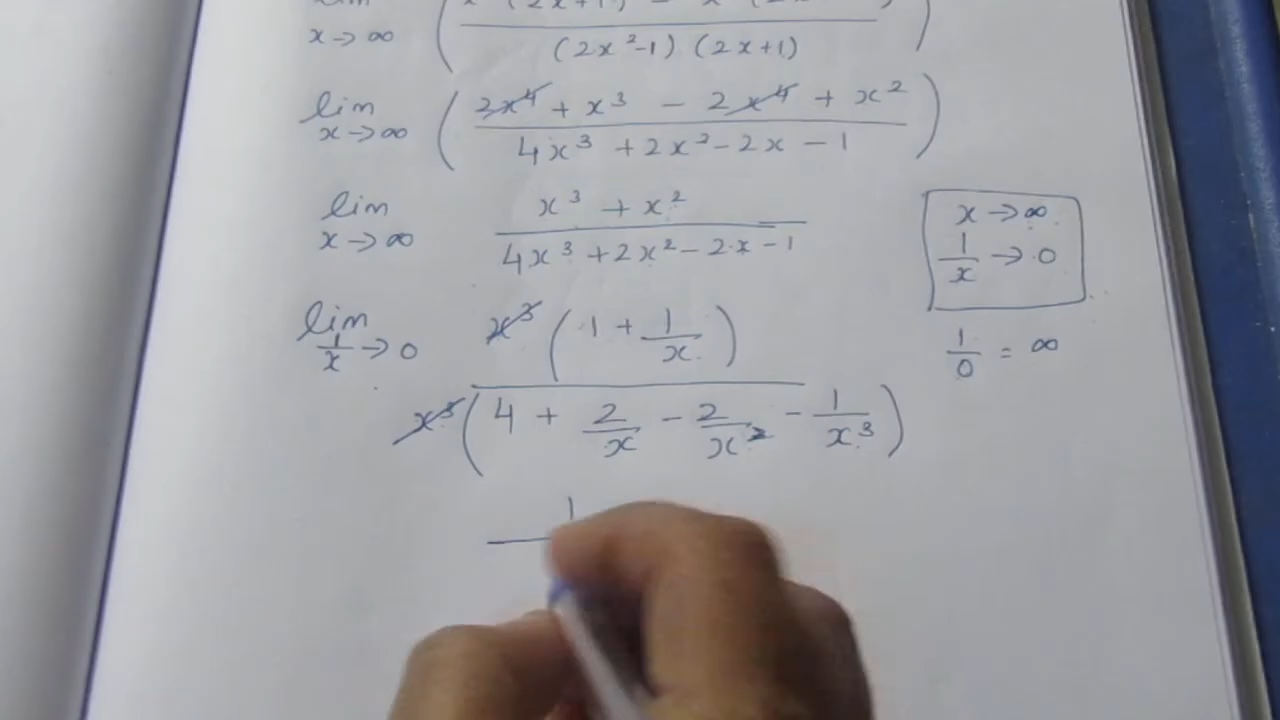 x → ∞ (2x²-1) (2x+1)
lim x → ∞ ( 2x⁴ + x³ - 2x⁴ + x² / 4x³ + 2x² - 2x - 1 )
lim x → ∞ x³ + x² / 4x³ + 2x² - 2x - 1
x → ∞
1/x → 0
lim 1/x → 0 x³ ( 1 + 1/x ) / x³ ( 4 + 2/x - 2/x² - 1/x³ )
1/0 = ∞
1